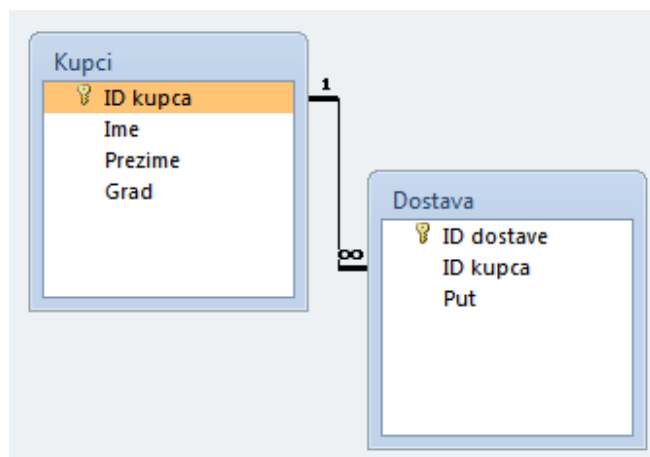 Kupci
ID kupca
Ime
Prezime
Grad
1
∞
Dostava
ID dostave
ID kupca
Put